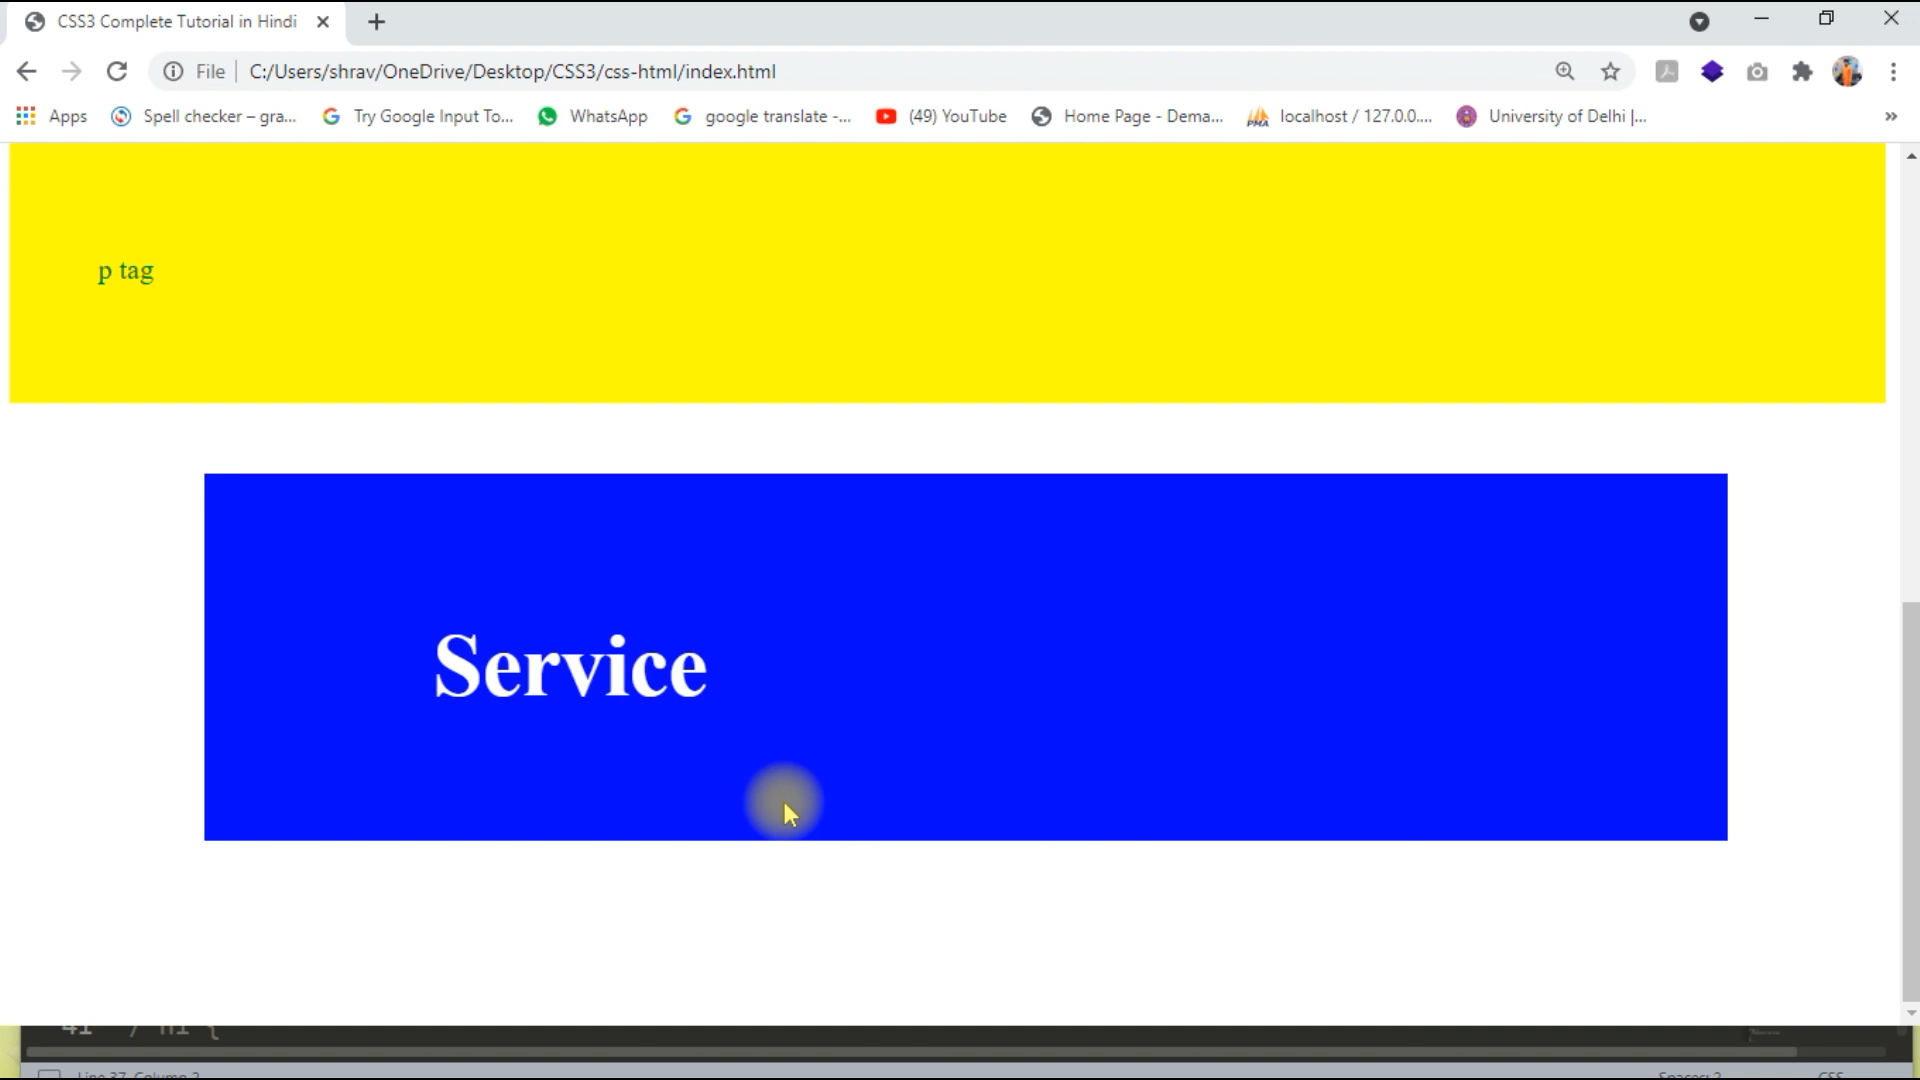 CSS3 Complete Tutorial in Hindi
File C:/Users/shrav/OneDrive/Desktop/CSS3/css-html/index.html
Apps Spell checker – gra... Try Google Input To... WhatsApp google translate -... (49) YouTube Home Page - Dema... PMA localhost / 127.0.0.... University of Delhi |... »
p tag
Service